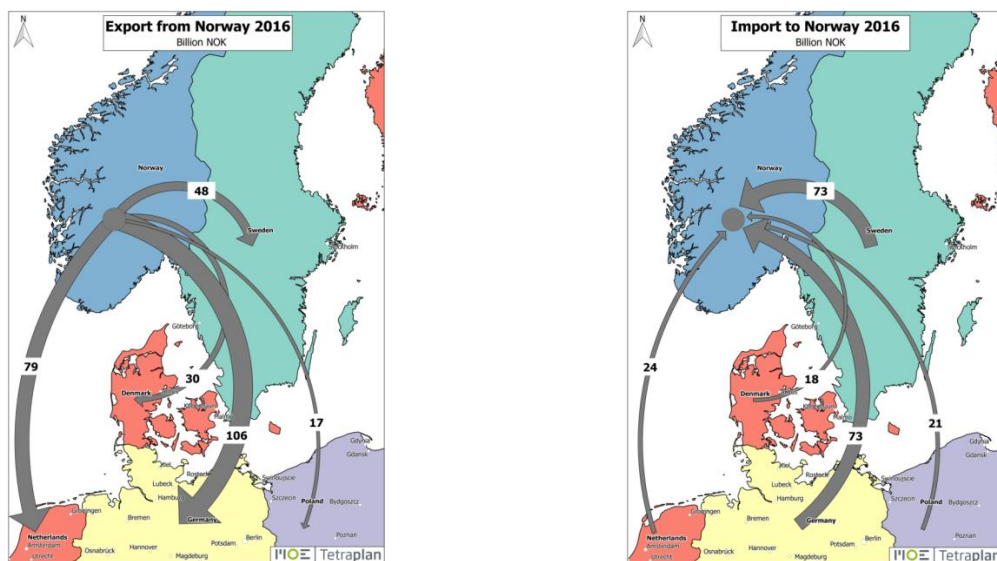 N
Export from Norway 2016
Billion NOK
Norway
48
Sweden
Göteborg
79
30
Denmark
106
17
Gdynia
Gdansk
Kiel
Rostock
Lubeck
Swinoujscie
Hamburg
Szczecin
Poland
Bydgoszcz
Groningen
Bremen
Germany
Netherlands
Amsterdam
Utrecht
Osnabrück
Hannover
Potsdam
Berlin
Poznan
Magdeburg
MOE Tetraplan
N
Import to Norway 2016
Billion NOK
Norway
73
Sweden
Göteborg
24
18
Denmark
73
21
Gdynia
Gdansk
Kiel
Lubeck
Swinoujscie
Hamburg
Szczecin
Poland
Bydgoszcz
Groningen
Bremen
Germany
Netherlands
Amsterdam
Utrecht
Osnabrück
Hannover
Potsdam
Berlin
Poznan
Magdeburg
MOE Tetraplan